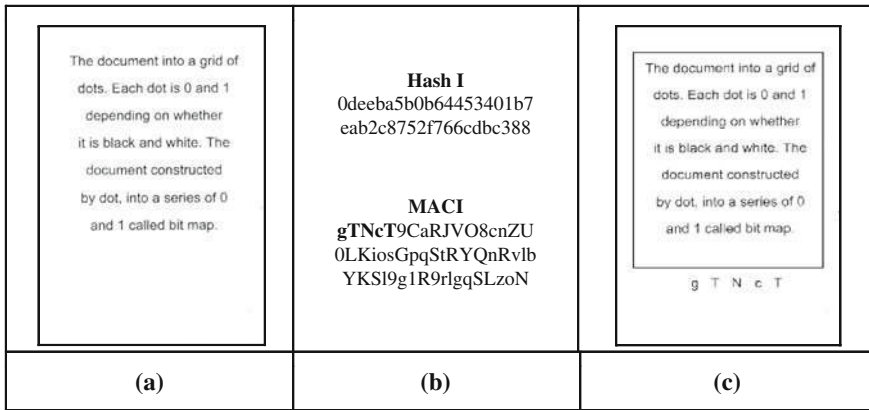 The document into a grid of
dots. Each dot is 0 and 1
depending on whether
it is black and white. The
document constructed
by dot, into a series of 0
and 1 called bit map.
Hash I
0deeba5b0b64453401b7
eab2c8752f766cdbc388
MACI
gTNcT9CaRJVO8cnZU
0LKiosGpqStRYQnRvlb
YKSl9g1R9rlgqSLzoN
The document into a grid of
dots. Each dot is 0 and 1
depending on whether
it is black and white. The
document constructed
by dot, into a series of 0
and 1 called bit map.
g T N c T
(a)
(b)
(c)